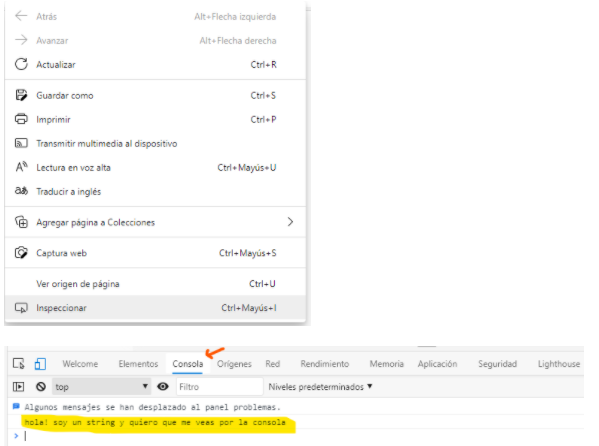 Atrás Alt+Flecha izquierda
Avanzar Alt+Flecha derecha
Actualizar Ctrl+R
Guardar como Ctrl+S
Imprimir Ctrl+P
Transmitir multimedia al dispositivo
Lectura en voz alta Ctrl+Mayús+U
Traducir a inglés
Agregar página a Colecciones
Captura web Ctrl+Mayús+S
Ver origen de página Ctrl+U
Inspeccionar Ctrl+Mayús+I
Welcome Elementos Consola Orígenes Red Rendimiento Memoria Aplicación Seguridad Lighthouse
top Filtro Niveles predeterminados
Algunos mensajes se han desplazado al panel problemas.
hola! soy un string y quiero que me veas por la consola